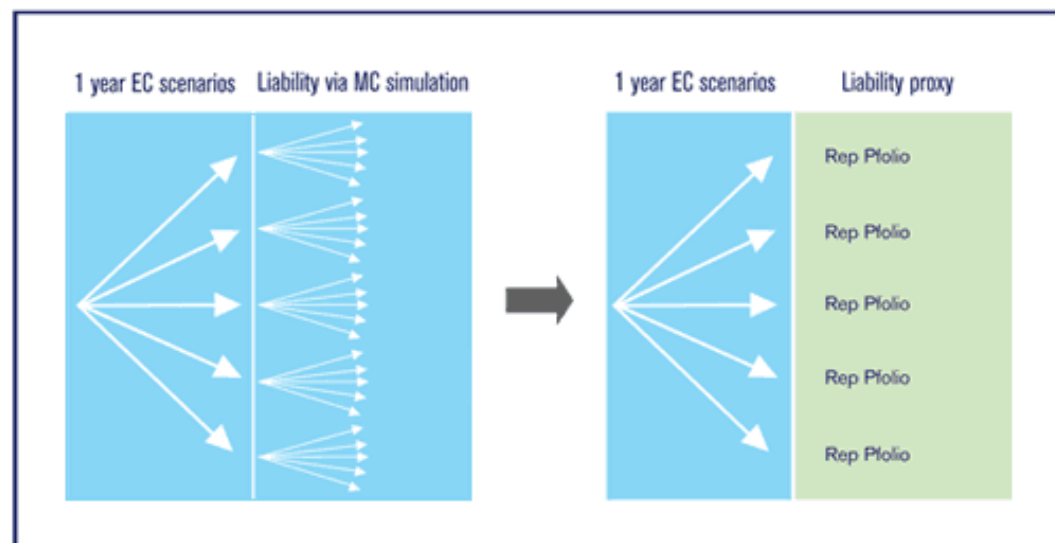 1 year EC scenarios
Liability via MC simulation
1 year EC scenarios
Liability proxy
Rep Pfolio
Rep Pfolio
Rep Pfolio
Rep Pfolio
Rep Pfolio